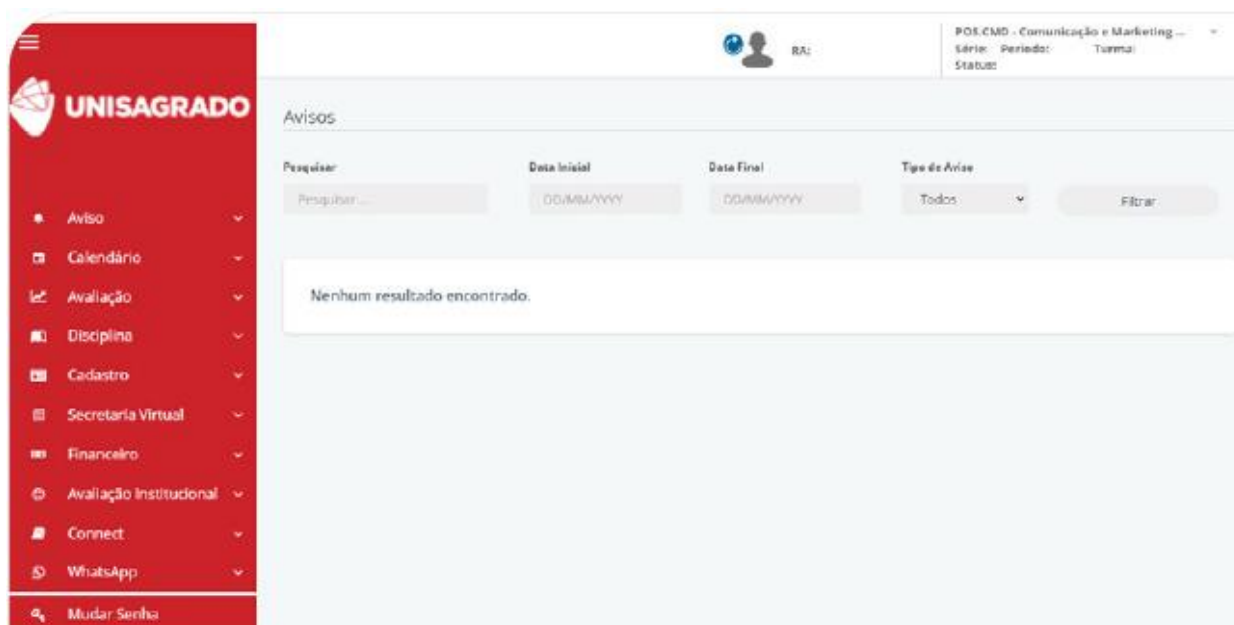 UNISAGRADO
Aviso
Calendário
Avaliação
Disciplina
Cadastro
Secretaria Virtual
Financeiro
Avaliação Institucional
Connect
WhatsApp
Mudar Senha
RA:
POS.CMD - Comunicação e Marketing ...
Série: Período: Turma:
Status:
Avisos
Pesquisar Data Inicial Data Final Tipo de Aviso
Pesquisar... DD/MM/YYYY DD/MM/YYYY Todos Filtrar
Nenhum resultado encontrado.